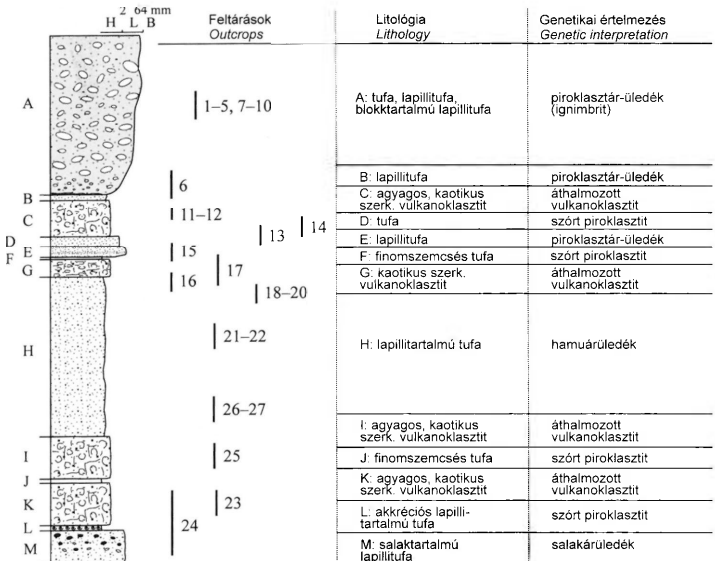 2 64 mm
H L B
Feltárások
Outcrops
Litológia
Lithology
Genetikai értelmezés
Genetic interpretation
A
1–5, 7–10
A: tufa, lapillitufa,
blokktartalmú lapillitufa
piroklasztár-üledék
(ignimbrit)
6
B: lapillitufa
piroklasztár-üledék
B
C
11–12
C: agyagos, kaotikus
szerk. vulkanoklasztit
áthalmozott
vulkanoklasztit
14
13
D: tufa
szórt piroklasztit
D
E
15
E: lapillitufa
piroklasztár-üledék
F
F: finomszemcsés tufa
szórt piroklasztit
G
17
16
G: kaotikus szerk.
vulkanoklasztit
áthalmozott
vulkanoklasztit
18–20
H
21–22
H: lapillitartalmú tufa
hamuárüledék
26–27
I: agyagos, kaotikus
szerk. vulkanoklasztit
áthalmozott
vulkanoklasztit
I
25
J: finomszemcsés tufa
szórt piroklasztit
J
K: agyagos, kaotikus
szerk. vulkanoklasztit
áthalmozott
vulkanoklasztit
K
23
24
L: akkréciós lapilli-
tartalmú tufa
szórt piroklasztit
L
M
M: salaktartalmú
lapillitufa
salakárüledék